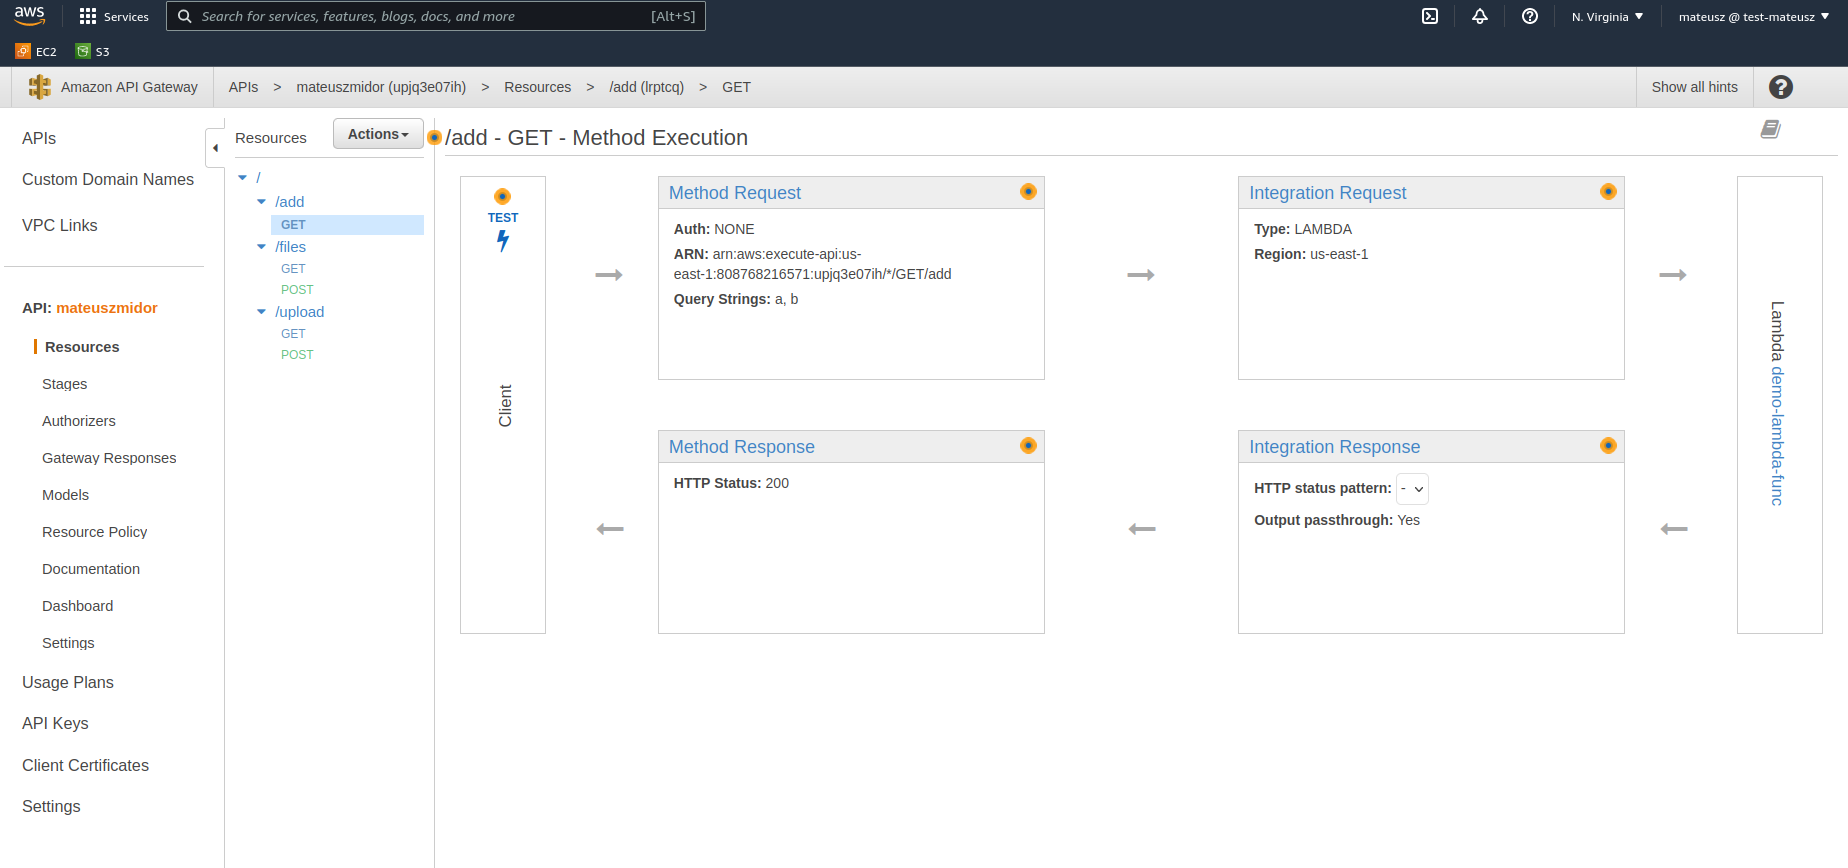 aws
Services
Search for services, features, blogs, docs, and more
[Alt+S]
N. Virginia
mateusz @ test-mateusz
EC2
S3
Amazon API Gateway
APIs > mateuszmidor (upjq3e07ih) > Resources > /add (lrptcq) > GET
Show all hints
?
APIs
Custom Domain Names
VPC Links
API: mateuszmidor
Resources
Stages
Authorizers
Gateway Responses
Models
Resource Policy
Documentation
Dashboard
Settings
Usage Plans
API Keys
Client Certificates
Settings
Resources
Actions
/
/add
GET
/files
GET
POST
/upload
GET
POST
/add - GET - Method Execution
TEST
Client
Method Request
Auth: NONE
ARN: arn:aws:execute-api:us-
east-1:808768216571:upjq3e07ih/*/GET/add
Query Strings: a, b
Integration Request
Type: LAMBDA
Region: us-east-1
Lambda demo-lambda-func
Method Response
HTTP Status: 200
Integration Response
HTTP status pattern: -
Output passthrough: Yes